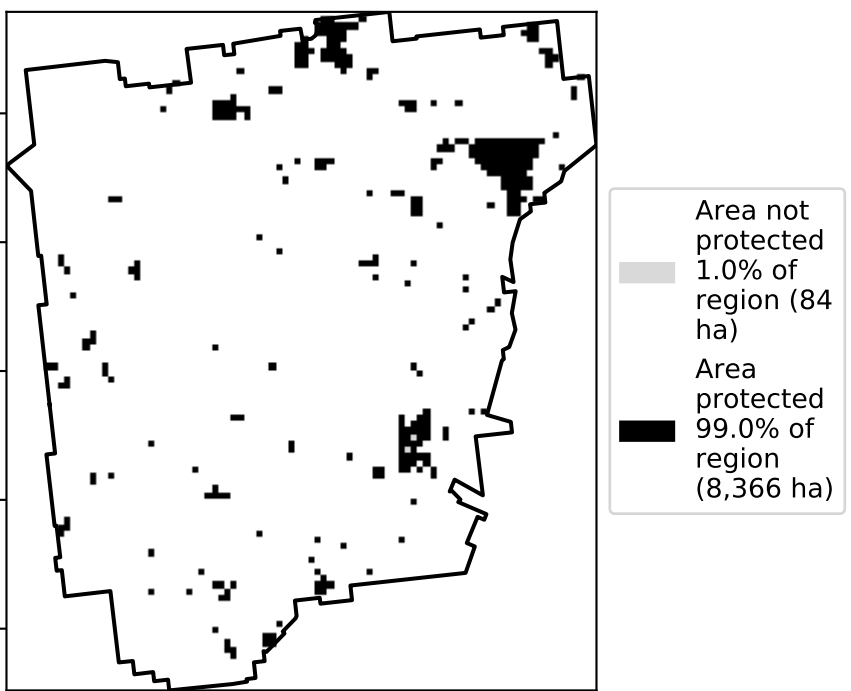 Area not
protected
1.0% of
region (84
ha)
Area
protected
99.0% of
region
(8,366 ha)